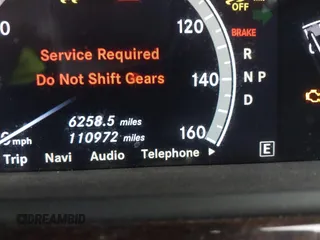 OFF
120
Service Required
BRAKE
Do Not Shift Gears
R
140
N P
D
6258.5 miles
mph
110972 miles
160
Trip Navi Audio Telephone
E
DREAMBID